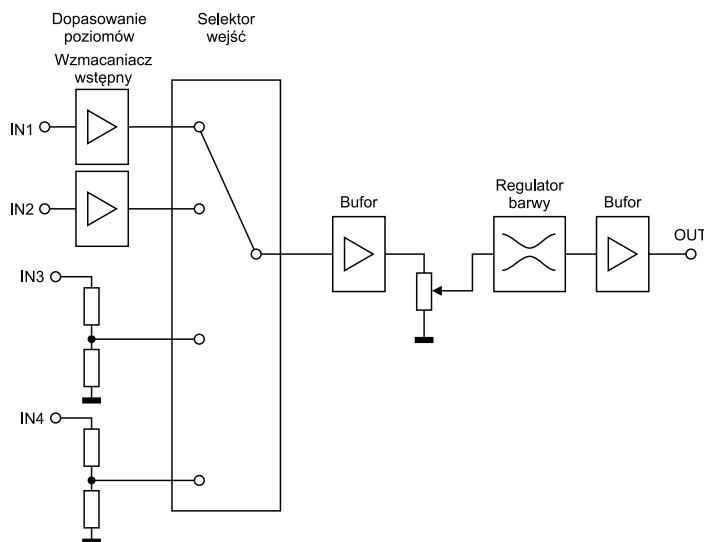 Dopasowanie
poziomów
Wzmacaniacz
wstępny
Selektor
wejść
IN1
IN2
IN3
IN4
Bufor
Regulator
barwy
Bufor
OUT